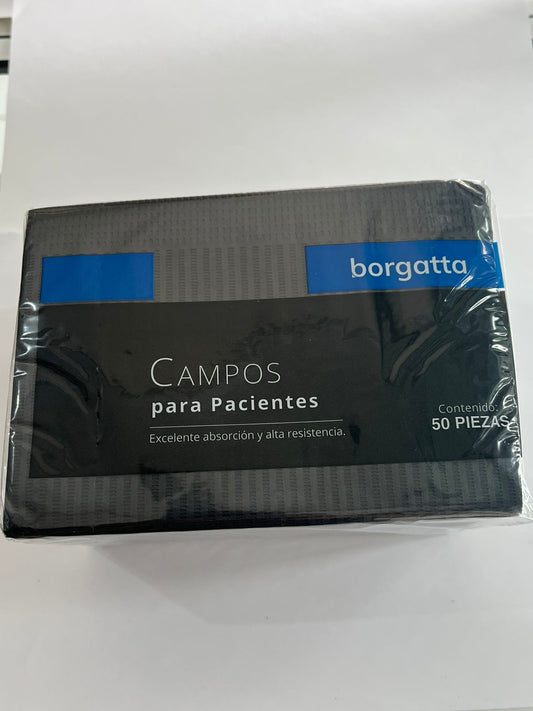 borgatta
CAMPOS
para Pacientes
Excelente absorción y alta resistencia.
Contenido:
50 PIEZAS